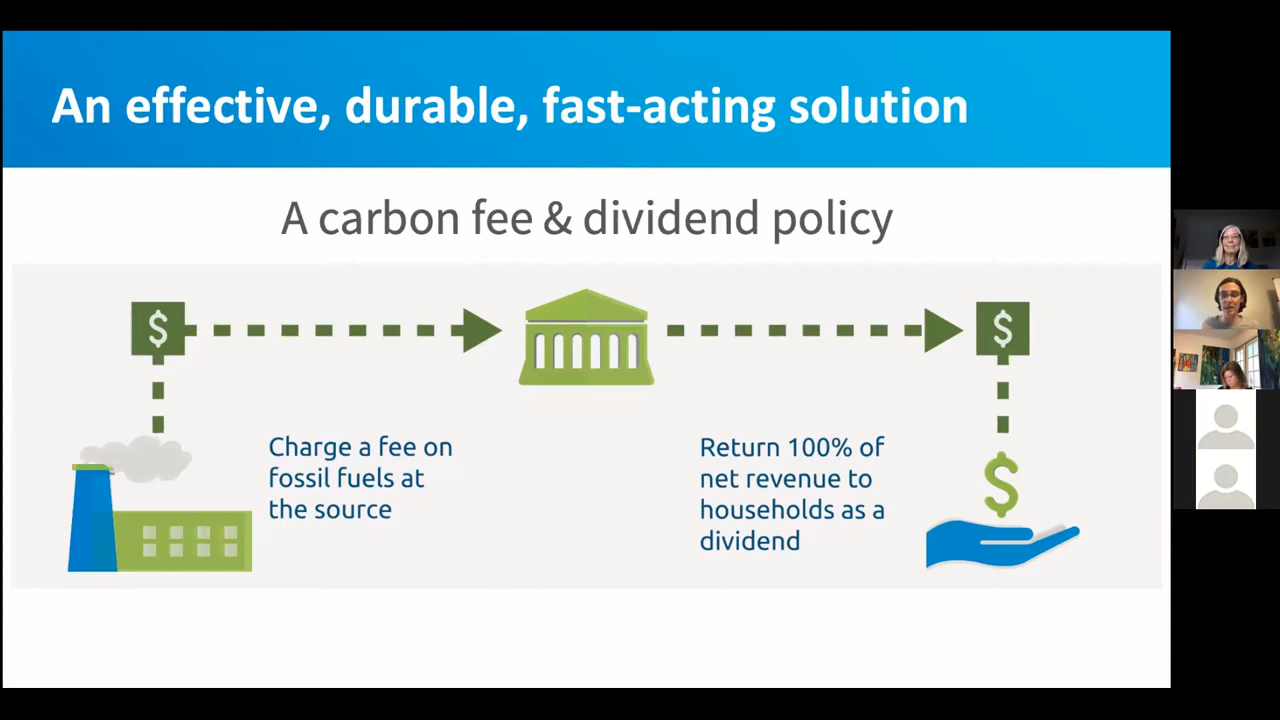 An effective, durable, fast-acting solution
A carbon fee & dividend policy
$
$
Charge a fee on
fossil fuels at
the source
Return 100% of
net revenue to
households as a
dividend
$